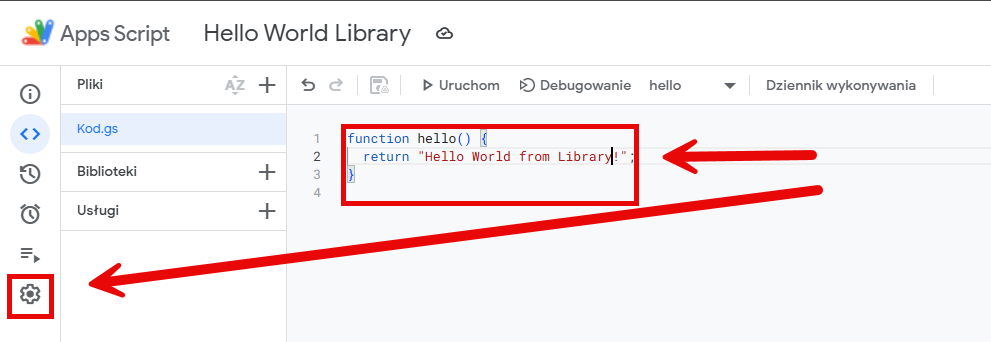 Apps Script Hello World Library
Pliki AZ
Uruchom Debugowanie hello Dziennik wykonywania
Kod.gs
Biblioteki
Usługi
1 function hello() {
2 return "Hello World from Library!";
3 }
4